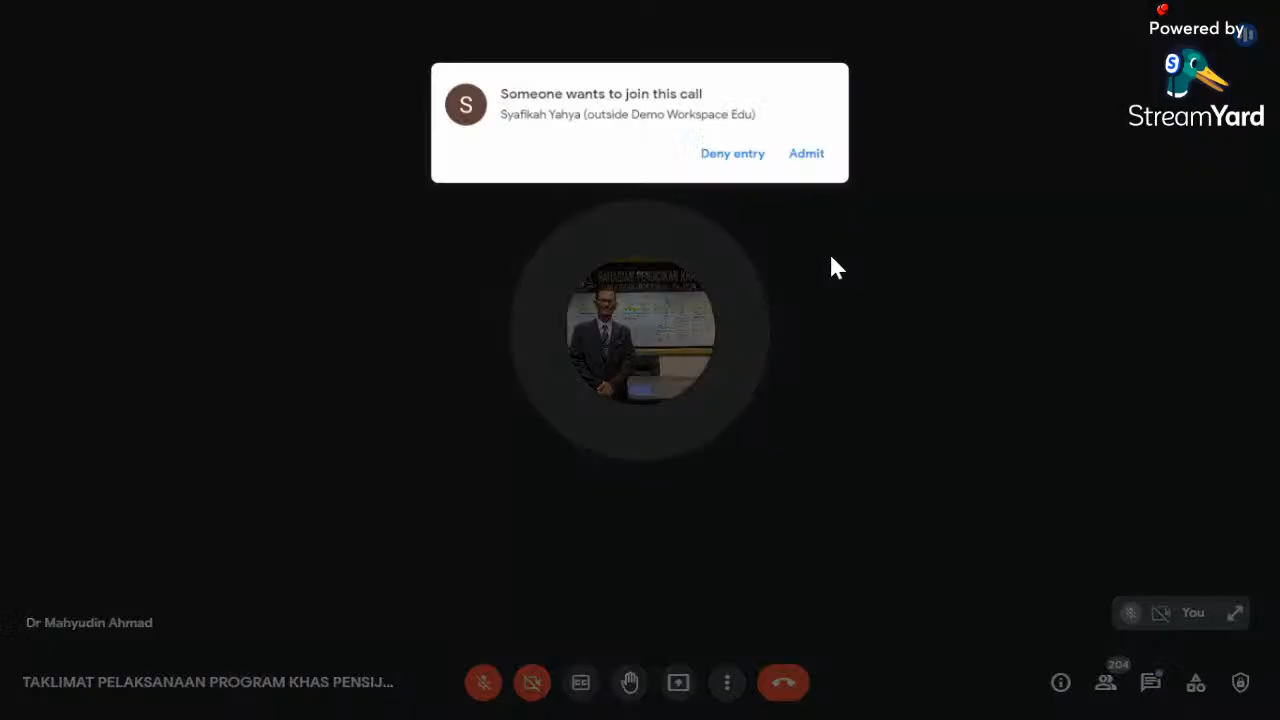 Powered by
StreamYard
S
Someone wants to join this call
Syafikah Yahya (outside Demo Workspace Edu)
Deny entry Admit
Dr Mahyudin Ahmad
You
204
TAKLIMAT PELAKSANAAN PROGRAM KHAS PENSIJ...